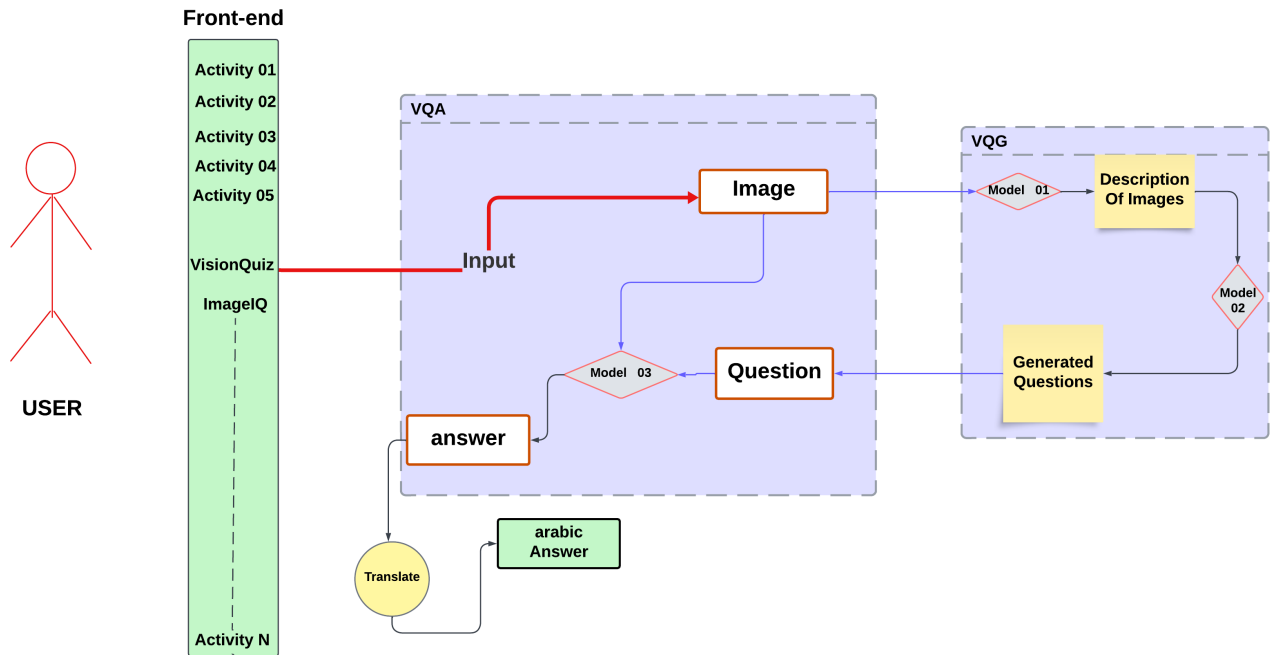 Front-end
Activity 01
Activity 02
Activity 03
Activity 04
Activity 05
VisionQuiz
ImageIQ
Activity N
USER
VQA
Input
Image
Model 03
Question
answer
Translate
arabic
Answer
VQG
Model 01
Description
Of Images
Model
02
Generated
Questions